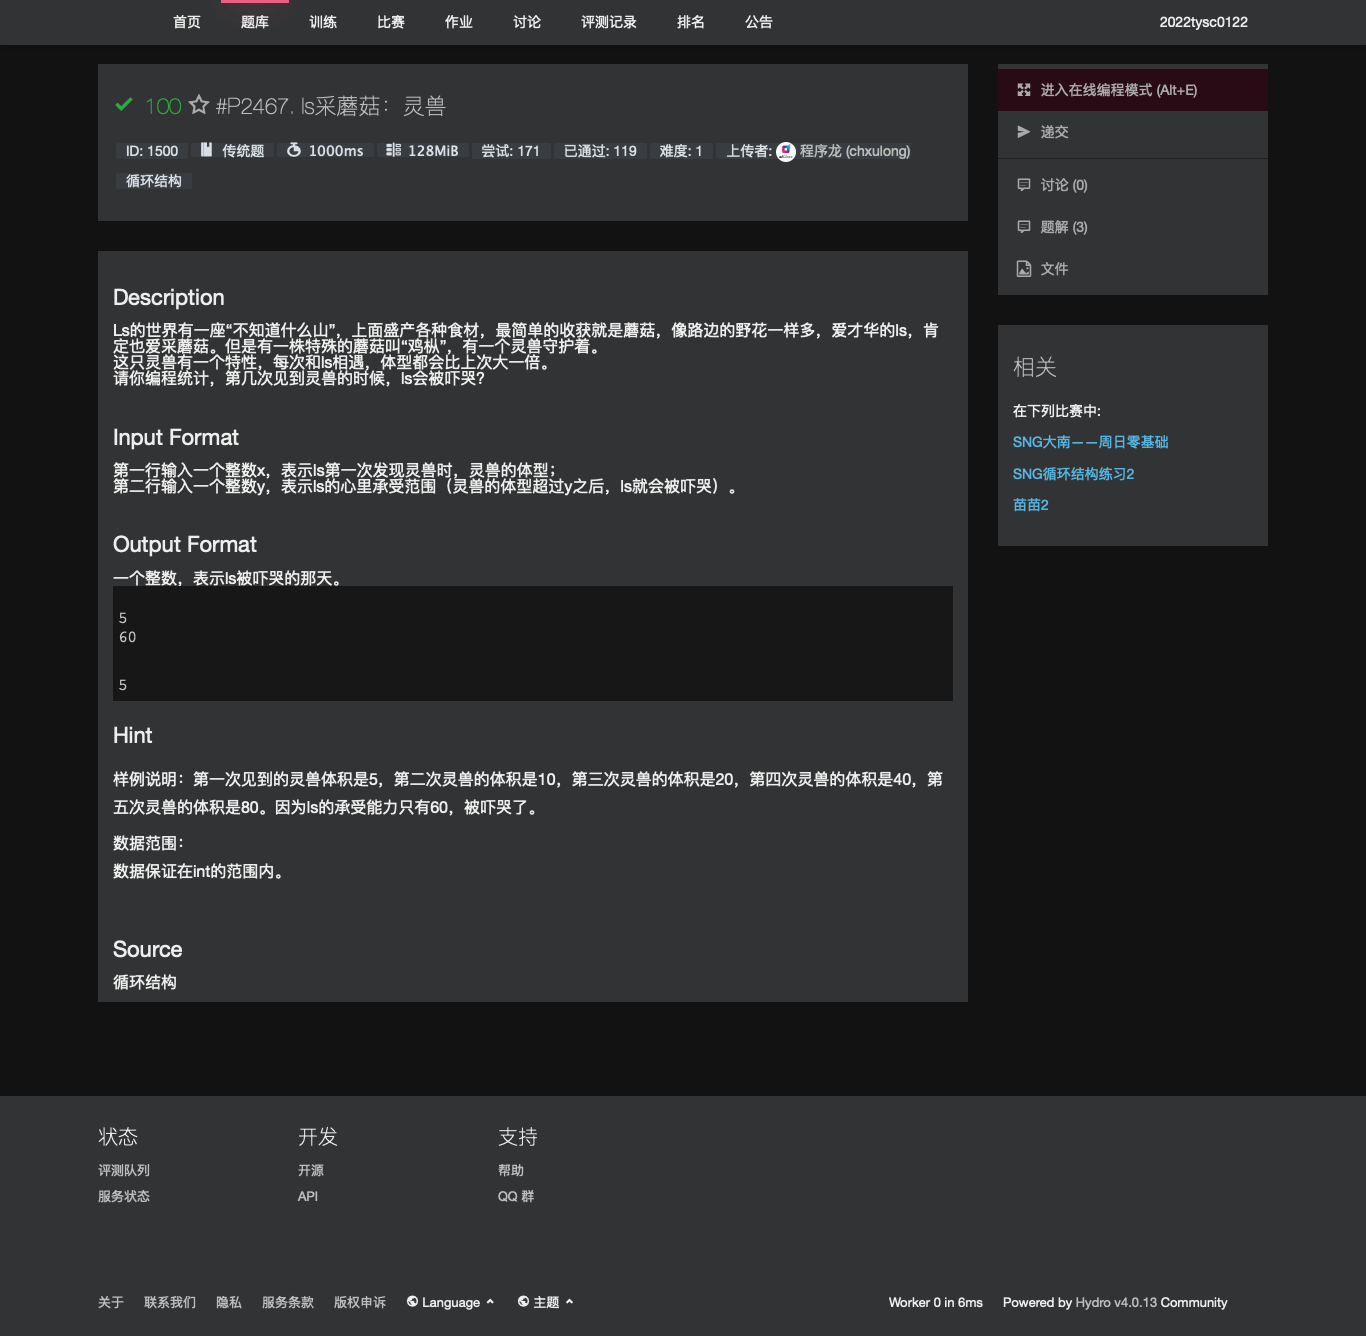 首页 题库 训练 比赛 作业 讨论 评测记录 排名 公告 2022tysc0122
100 #P2467. ls采蘑菇：灵兽
ID: 1500 传统题 1000ms 128MiB 尝试: 171 已通过: 119 难度: 1 上传者: 程序龙 (chxulong)
循环结构
Description
Ls的世界有一座“不知道什么山”，上面盛产各种食材，最简单的收获就是蘑菇，像路边的野花一样多，爱才华的ls，肯
定也爱采蘑菇。但是有一株特殊的蘑菇叫“鸡枞”，有一个灵兽守护着。
这只灵兽有一个特性，每次和ls相遇，体型都会比上次大一倍。
请你编程统计，第几次见到灵兽的时候，ls会被吓哭？
Input Format
第一行输入一个整数x，表示ls第一次发现灵兽时，灵兽的体型；
第二行输入一个整数y，表示ls的心里承受范围（灵兽的体型超过y之后，ls就会被吓哭）。
Output Format
一个整数，表示ls被吓哭的那天。
5
60
5
Hint
样例说明：第一次见到的灵兽体积是5，第二次灵兽的体积是10，第三次灵兽的体积是20，第四次灵兽的体积是40，第
五次灵兽的体积是80。因为ls的承受能力只有60，被吓哭了。
数据范围：
数据保证在int的范围内。
Source
循环结构
进入在线编程模式 (Alt+E)
递交
讨论 (0)
题解 (3)
文件
相关
在下列比赛中:
SNG大南——周日零基础
SNG循环结构练习2
苗苗2
状态 开发 支持
评测队列 开源 帮助
服务状态 API QQ 群
关于 联系我们 隐私 服务条款 版权申诉 Language 主题 Worker 0 in 6ms Powered by Hydro v4.0.13 Community